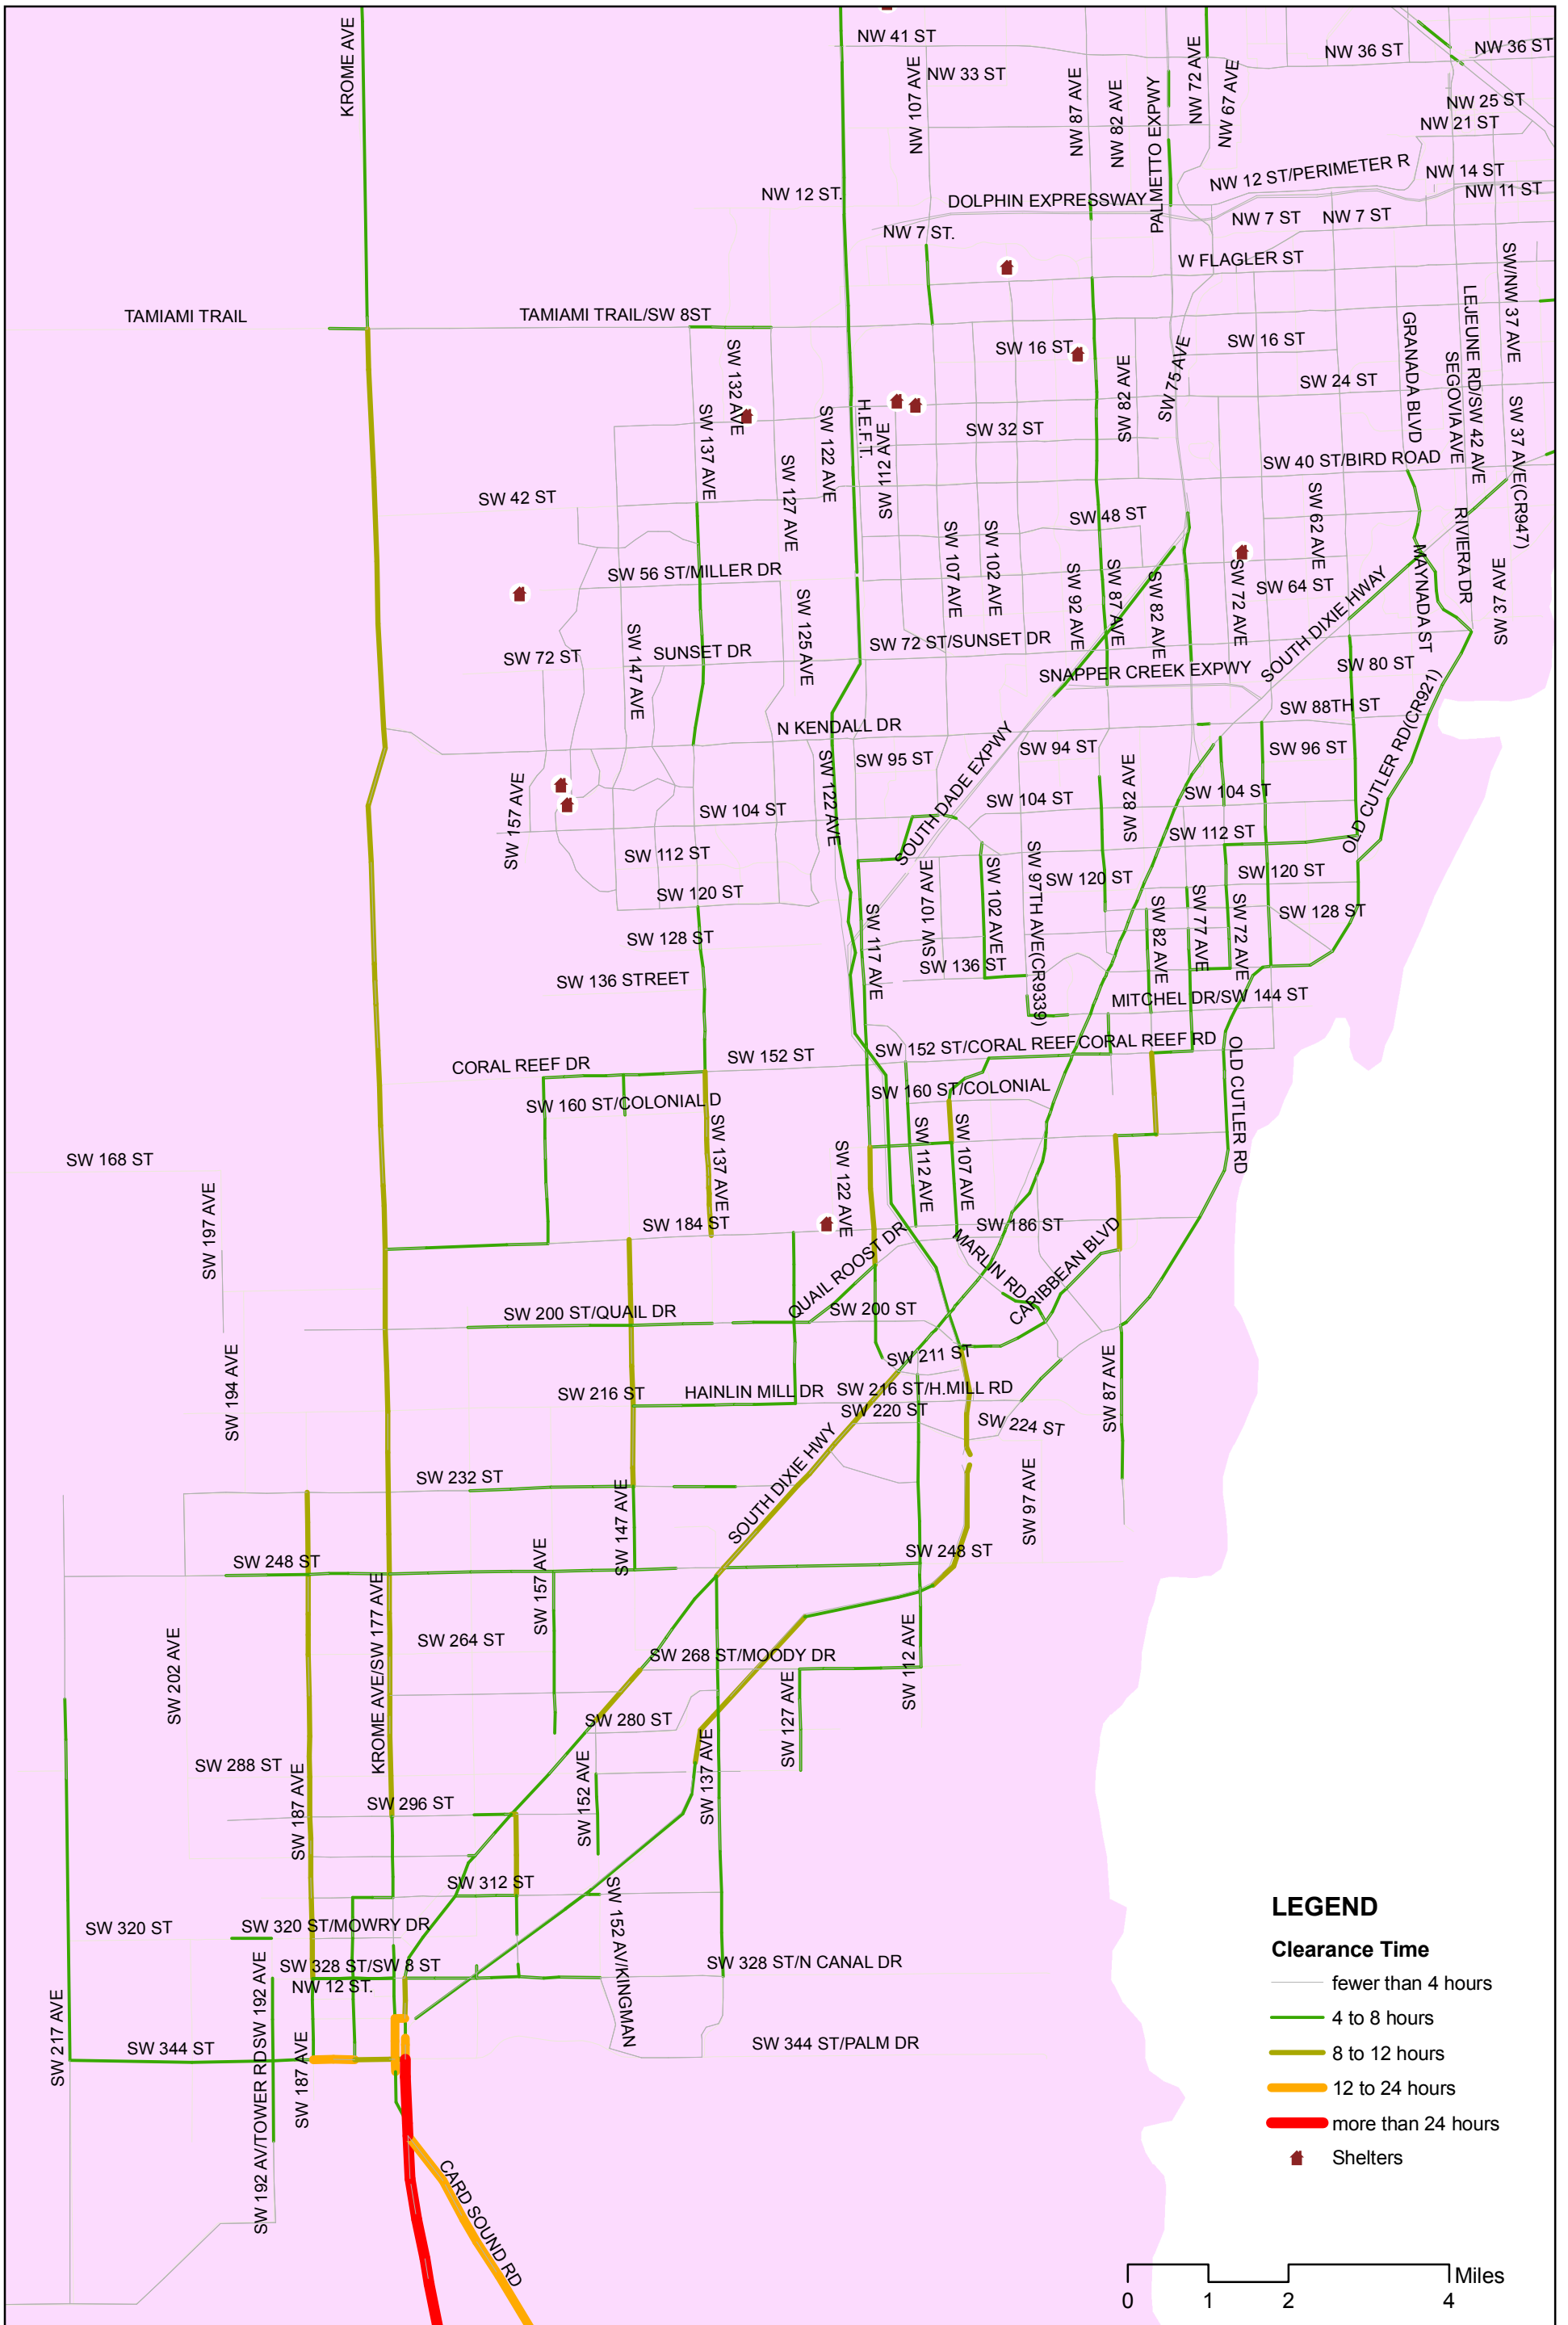 KROME AVE
NW 41 ST
NW 33 ST
NW 107 AVE
NW 87 AVE
NW 82 AVE
PALMETTO EXPWY
NW 72 AVE
NW 67 AVE
NW 36 ST
NW 36 ST
NW 25 ST
NW 21 ST
NW 12 ST/PERIMETER R
NW 14 ST
NW 11 ST
NW 12 ST.
DOLPHIN EXPRESSWAY
NW 7 ST.
NW 7 ST
NW 7 ST
W FLAGLER ST
SW/NW 37 AVE
TAMIAMI TRAIL
TAMIAMI TRAIL/SW 8ST
SW 132 AVE
SW 16 ST
SW 16 ST
SW 24 ST
SW 75 AVE
SW 82 AVE
GRANADA BLVD
LEJEUNE RD/SW 42 AVE
SEGOVIA AVE
SW 37 AVE(CR947)
SW 137 AVE
SW 122 AVE
H.E.F.T.
SW 112 AVE
SW 32 ST
SW 40 ST/BIRD ROAD
SW 42 ST
SW 127 AVE
SW 48 ST
SW 62 AVE
SW 107 AVE
SW 102 AVE
RIVIERA DR
SW 56 ST/MILLER DR
SW 92 AVE
SW 87 AVE
SW 82 AVE
SW 72 AVE
SW 64 ST
SOUTH DIXIE HWAY
MAYNADA ST
SW 37 AVE
SW 125 AVE
SW 147 AVE
SW 72 ST
SUNSET DR
SW 72 ST/SUNSET DR
SNAPPER CREEK EXPWY
SW 80 ST
SW 88TH ST
OLD CUTLER RD(CR921)
N KENDALL DR
SW 95 ST
SW 94 ST
SW 96 ST
SW 122 AVE
SOUTH DADE EXPWY
SW 82 AVE
SW 157 AVE
SW 104 ST
SW 104 ST
SW 104 ST
SW 112 ST
SW 112 ST
SW 120 ST
SW 120 ST
SW 120 ST
SW 107 AVE
SW 102 AVE
SW 97TH AVE(CR9339)
SW 117 AVE
SW 82 AVE
SW 77 AVE
SW 72 AVE
SW 128 ST
SW 128 ST
SW 136 STREET
SW 136 ST
MITCHEL DR/SW 144 ST
CORAL REEF DR
SW 152 ST
SW 152 ST/CORAL REEF
CORAL REEF RD
OLD CUTLER RD
SW 160 ST/COLONIAL D
SW 160 ST/COLONIAL
SW 137 AVE
SW 122 AVE
SW 112 AVE
SW 107 AVE
SW 168 ST
SW 197 AVE
SW 184 ST
SW 186 ST
QUAIL ROOST DR
MARLIN RD
CARIBBEAN BLVD
SW 200 ST/QUAIL DR
SW 200 ST
SW 194 AVE
SW 211 ST
SW 87 AVE
SW 216 ST
HAINLIN MILL DR
SW 216 ST/H.MILL RD
SW 220 ST
SW 224 ST
SOUTH DIXIE HWY
SW 232 ST
SW 147 AVE
SW 97 AVE
SW 248 ST
SW 248 ST
SW 157 AVE
KROME AVE/SW 177 AVE
SW 202 AVE
SW 264 ST
SW 268 ST/MOODY DR
SW 112 AVE
SW 127 AVE
SW 280 ST
SW 288 ST
SW 187 AVE
SW 137 AVE
SW 152 AVE
SW 296 ST
SW 312 ST
SW 152 AV/KINGMAN
SW 320 ST
SW 320 ST/MOWRY DR
SW 328 ST/SW 8 ST
SW 328 ST/N CANAL DR
NW 12 ST.
SW 192 AVE
SW 217 AVE
SW 344 ST
SW 187 AVE
SW 344 ST/PALM DR
SW 192 AV/TOWER RD
CARD SOUND RD
LEGEND
Clearance Time
fewer than 4 hours
4 to 8 hours
8 to 12 hours
12 to 24 hours
more than 24 hours
Shelters
Miles
0 1 2 4